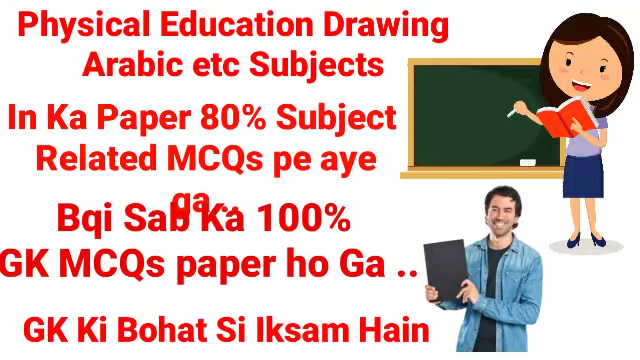 Physical Education Drawing
Arabic etc Subjects
In Ka Paper 80% Subject
Related MCQs pe aye
ga..
Bqi Sab Ka 100%
GK MCQs paper ho Ga ..
GK Ki Bohat Si Iksam Hain